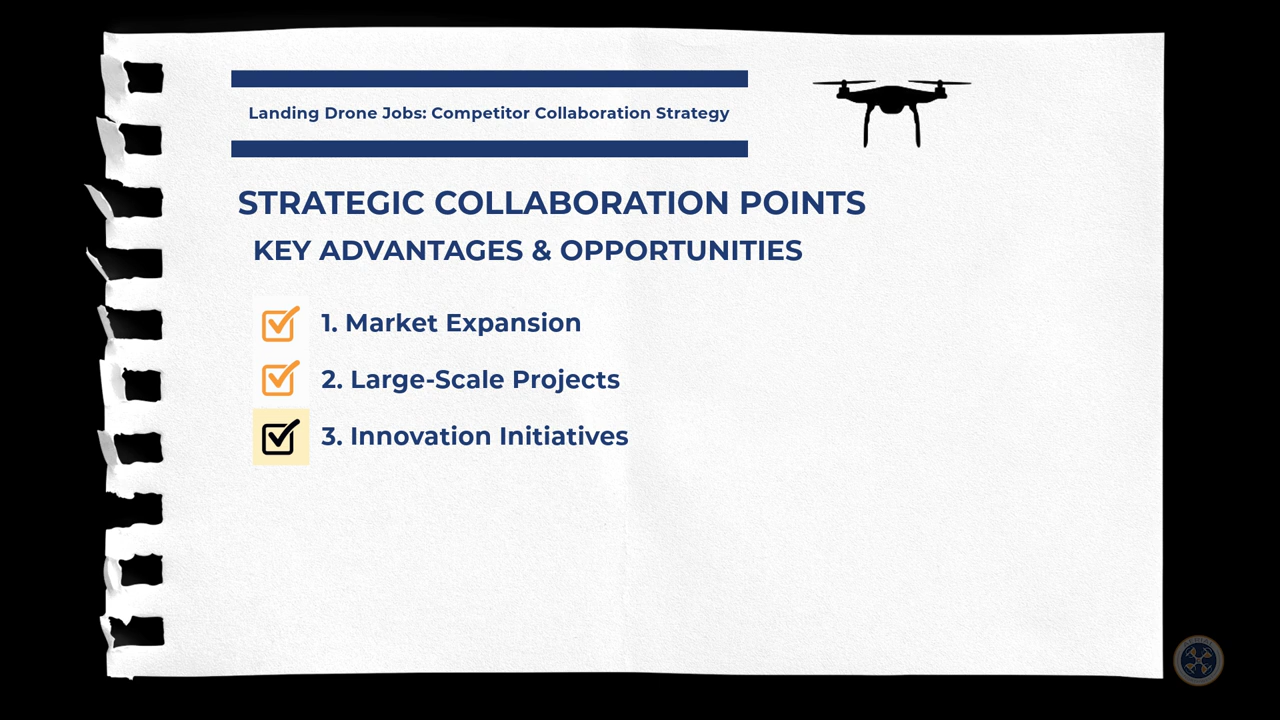 Landing Drone Jobs: Competitor Collaboration Strategy
STRATEGIC COLLABORATION POINTS
KEY ADVANTAGES & OPPORTUNITIES
1. Market Expansion
2. Large-Scale Projects
3. Innovation Initiatives